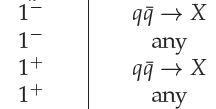 1⁻ qq̄ → X
1⁻ any
1⁺ qq̄ → X
1⁺ any